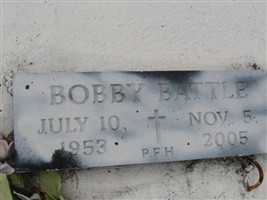 BOBBY BATTLE
JULY 10, NOV. 5,
1953 2005
P.F.H